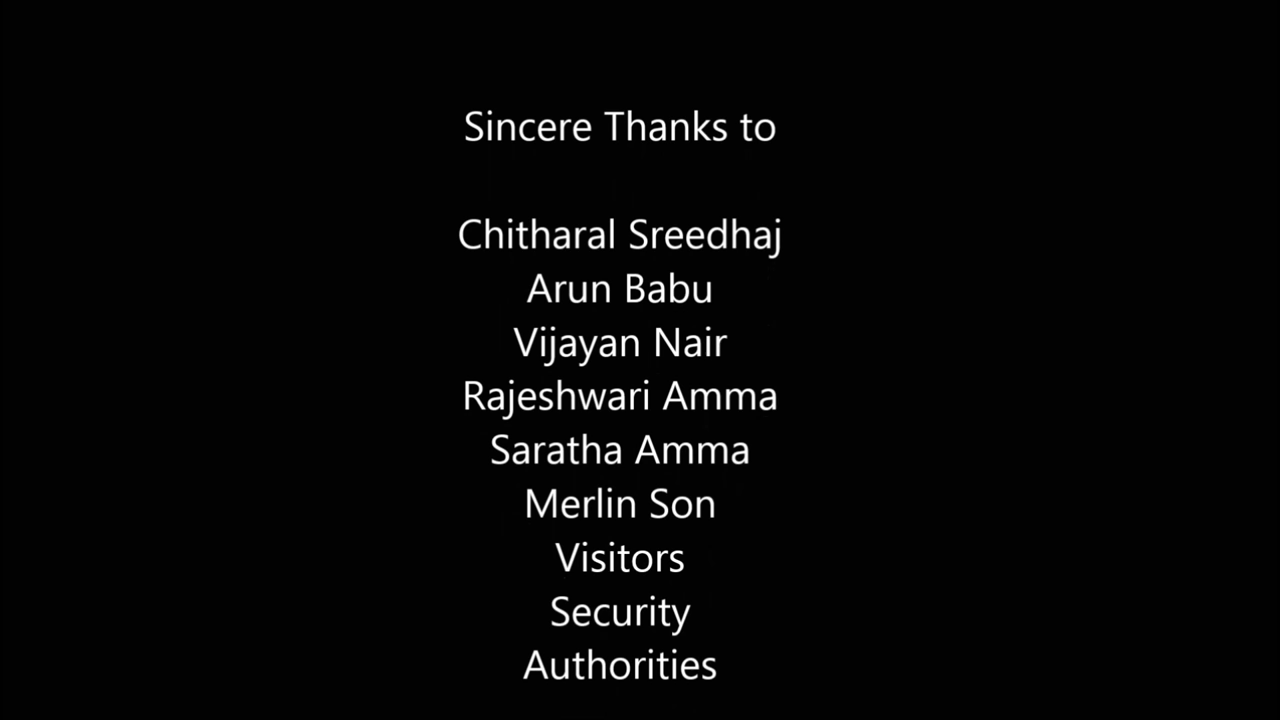 Sincere Thanks to
Chitharal Sreedhaj
Arun Babu
Vijayan Nair
Rajeshwari Amma
Saratha Amma
Merlin Son
Visitors
Security
Authorities